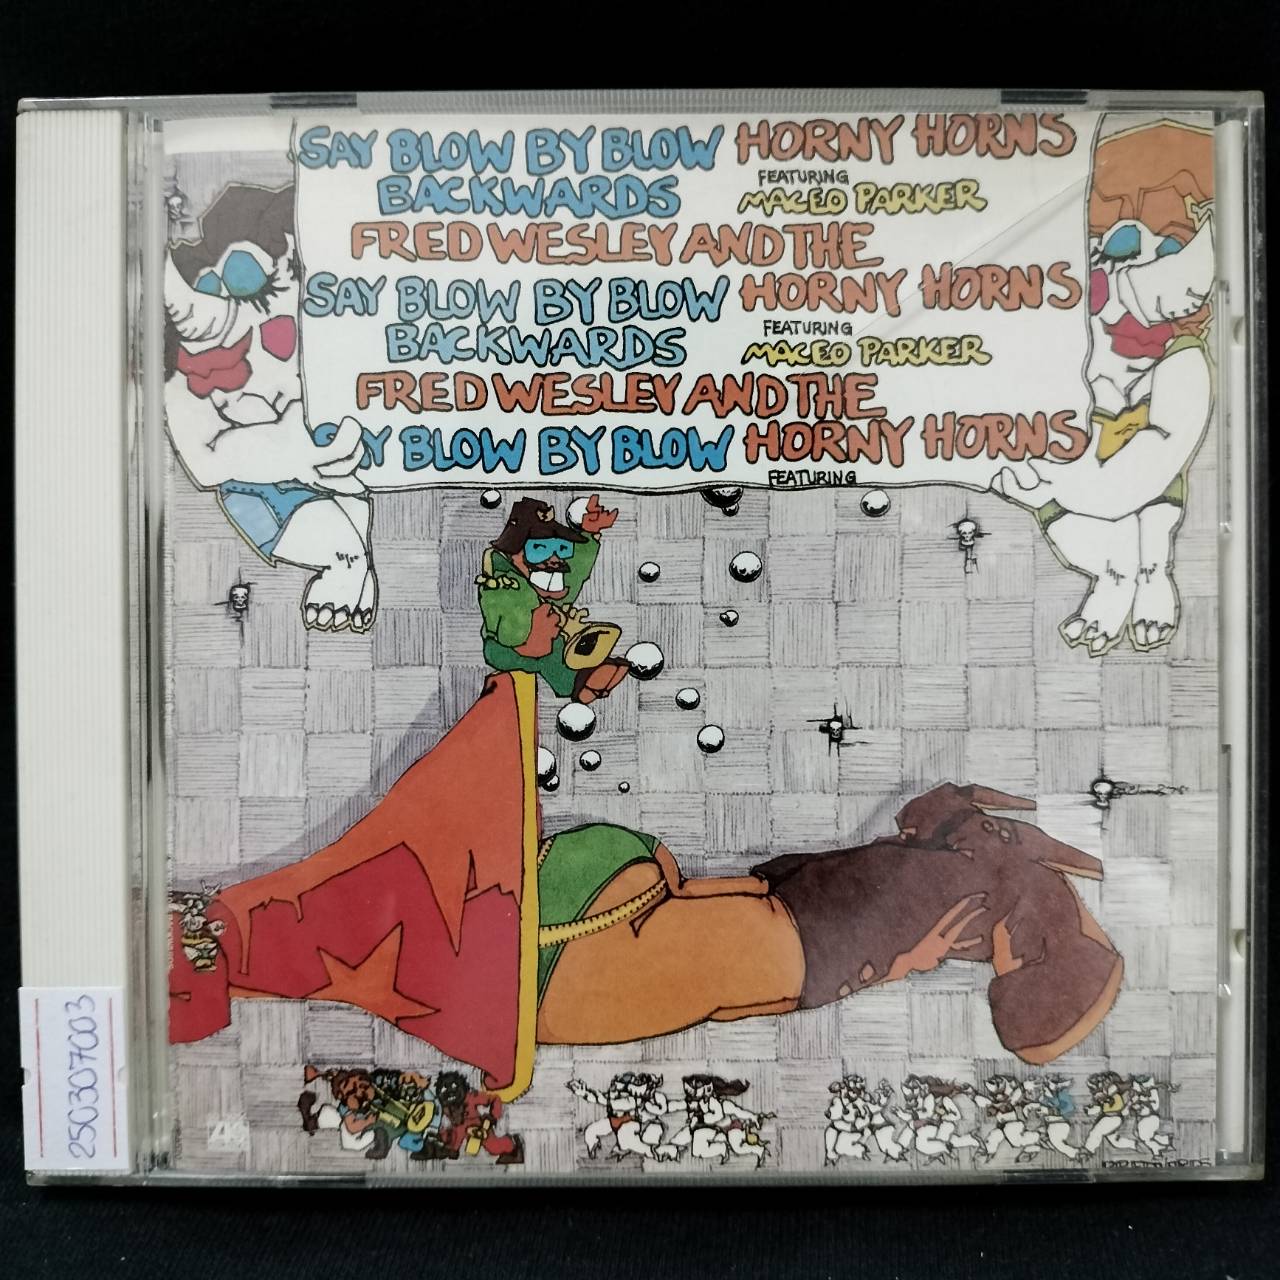 SAY BLOW BY BLOW HORNY HORNS
BACKWARDS FEATURING MACEO PARKER
FRED WESLEY AND THE
SAY BLOW BY BLOW HORNY HORNS
BACKWARDS FEATURING MACEO PARKER
FRED WESLEY AND THE
SAY BLOW BY BLOW HORNY HORNS
FEATURING
250307003